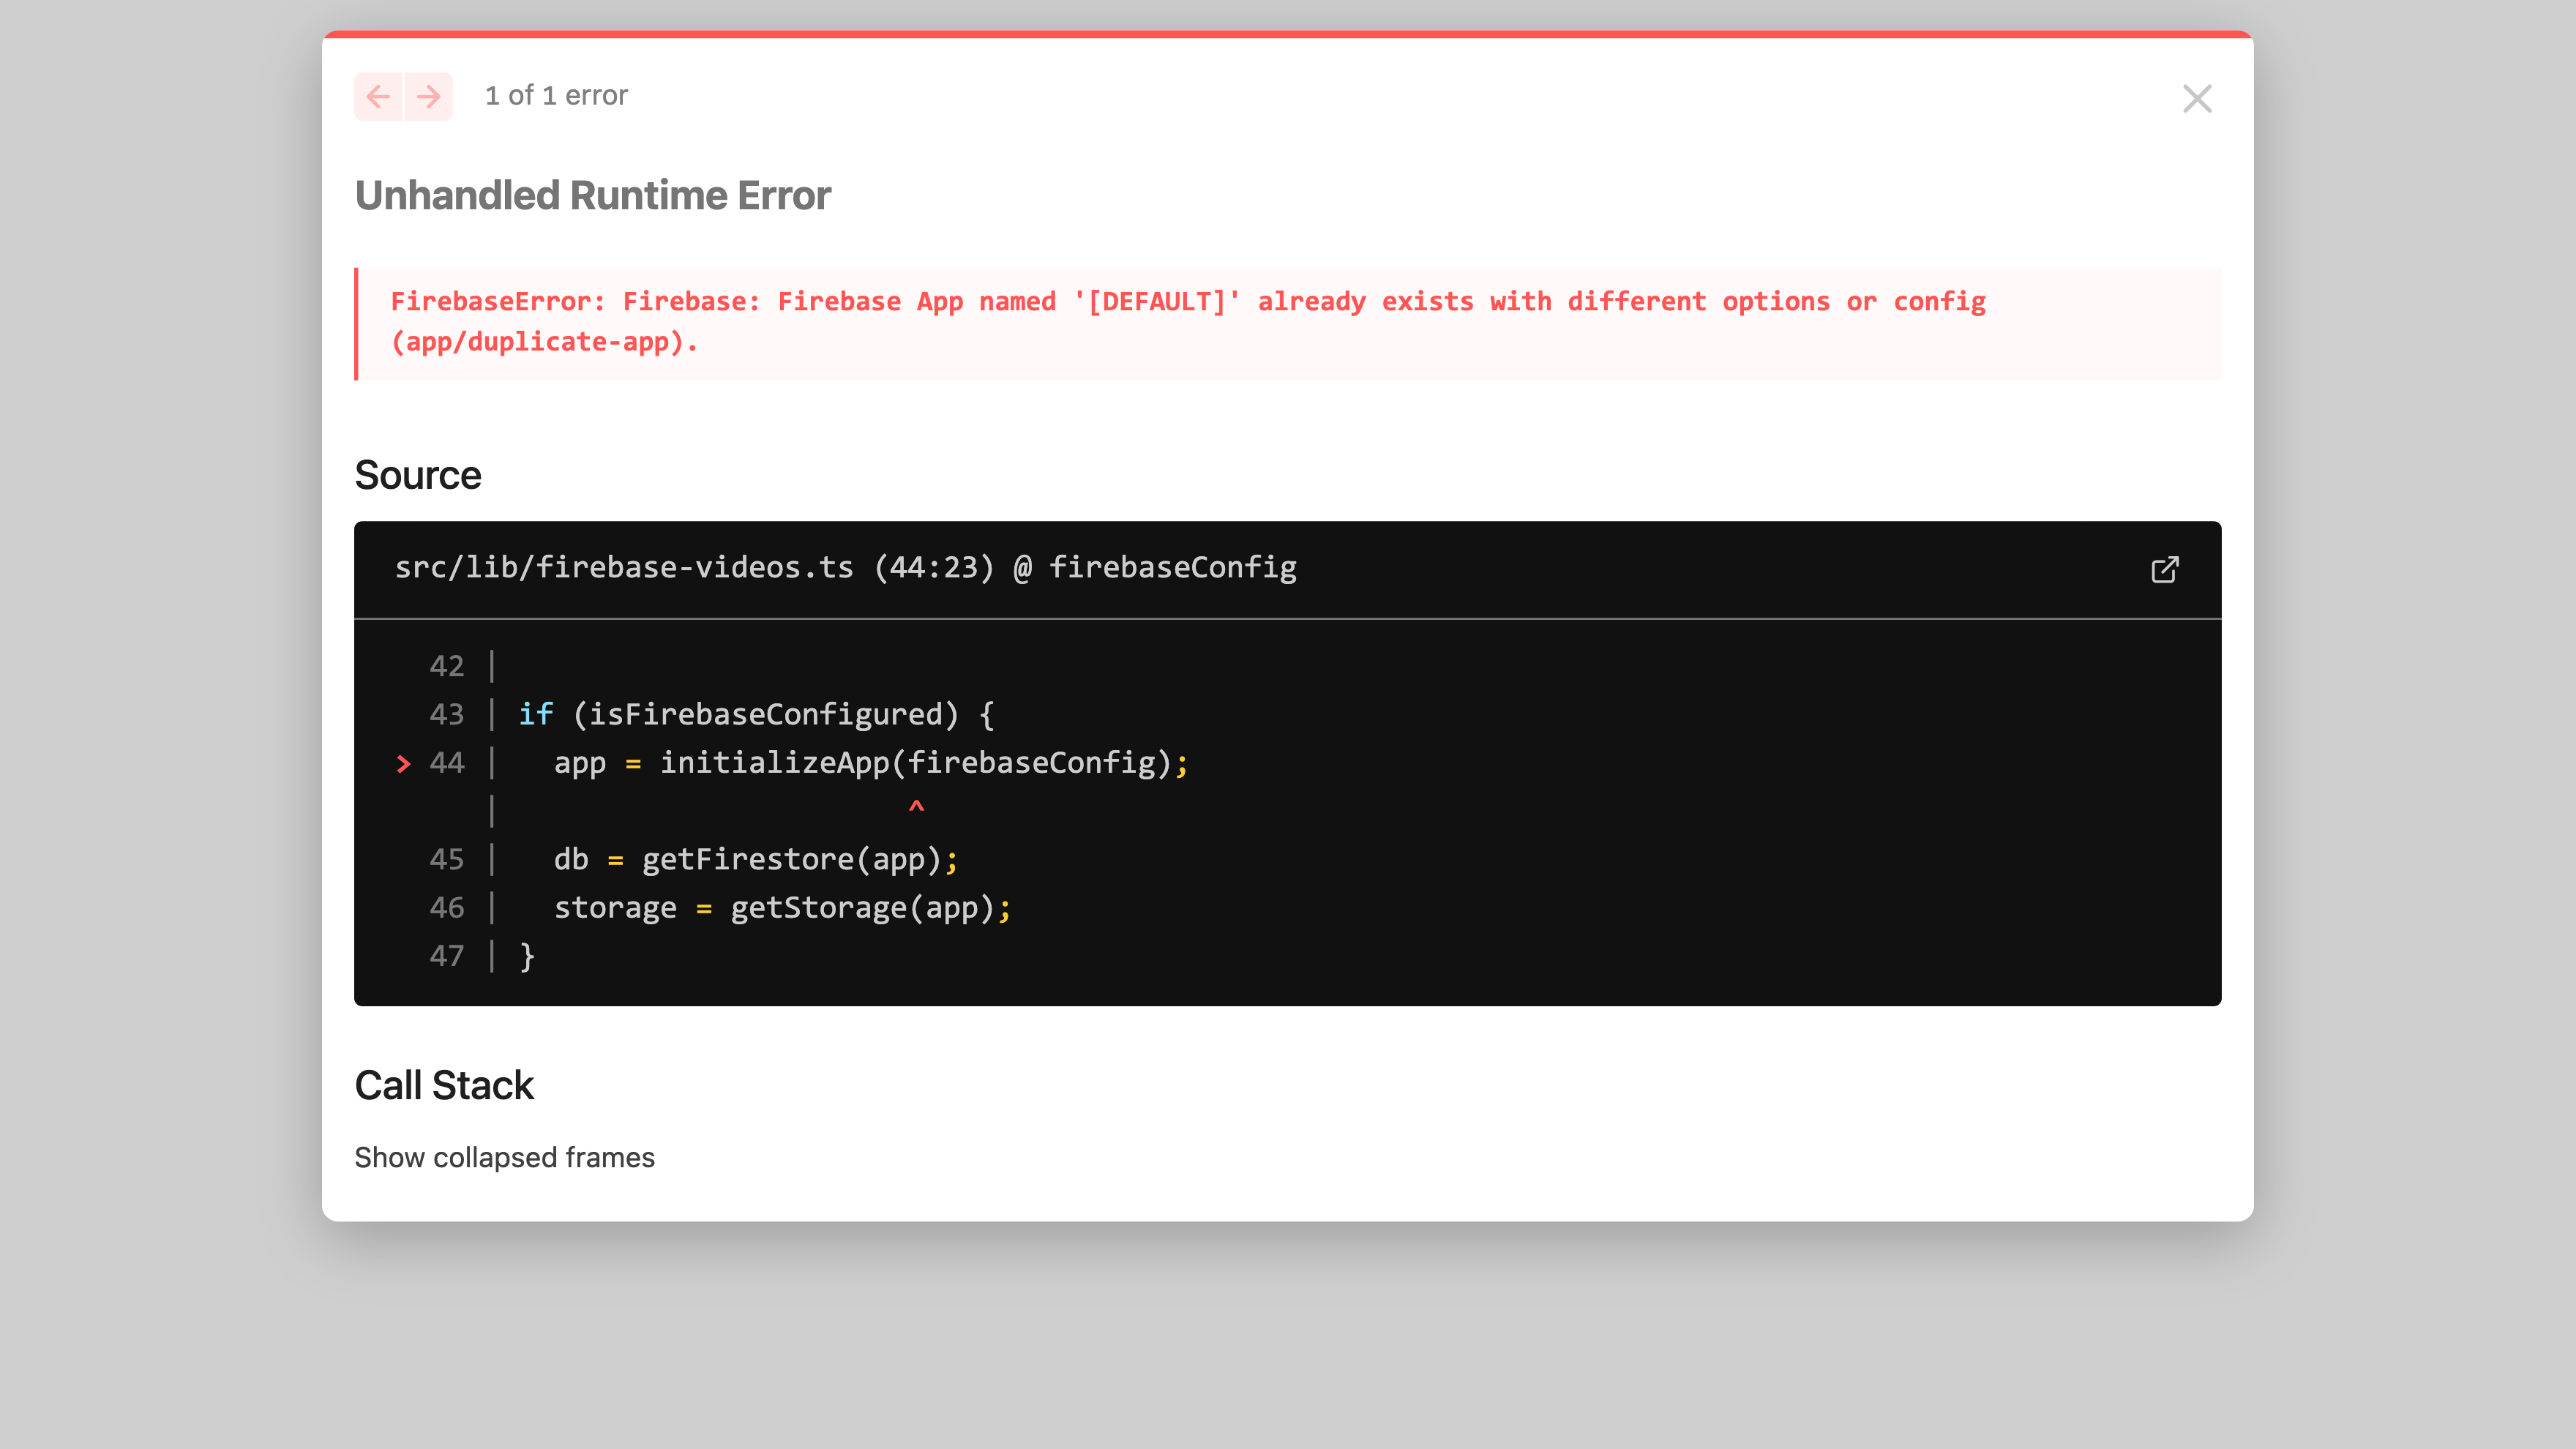 1 of 1 error
Unhandled Runtime Error
FirebaseError: Firebase: Firebase App named '[DEFAULT]' already exists with different options or config
(app/duplicate-app).
Source
src/lib/firebase-videos.ts (44:23) @ firebaseConfig
42 |
43 | if (isFirebaseConfigured) {
> 44 |   app = initializeApp(firebaseConfig);
|                       ^
45 |   db = getFirestore(app);
46 |   storage = getStorage(app);
47 | }
Call Stack
Show collapsed frames